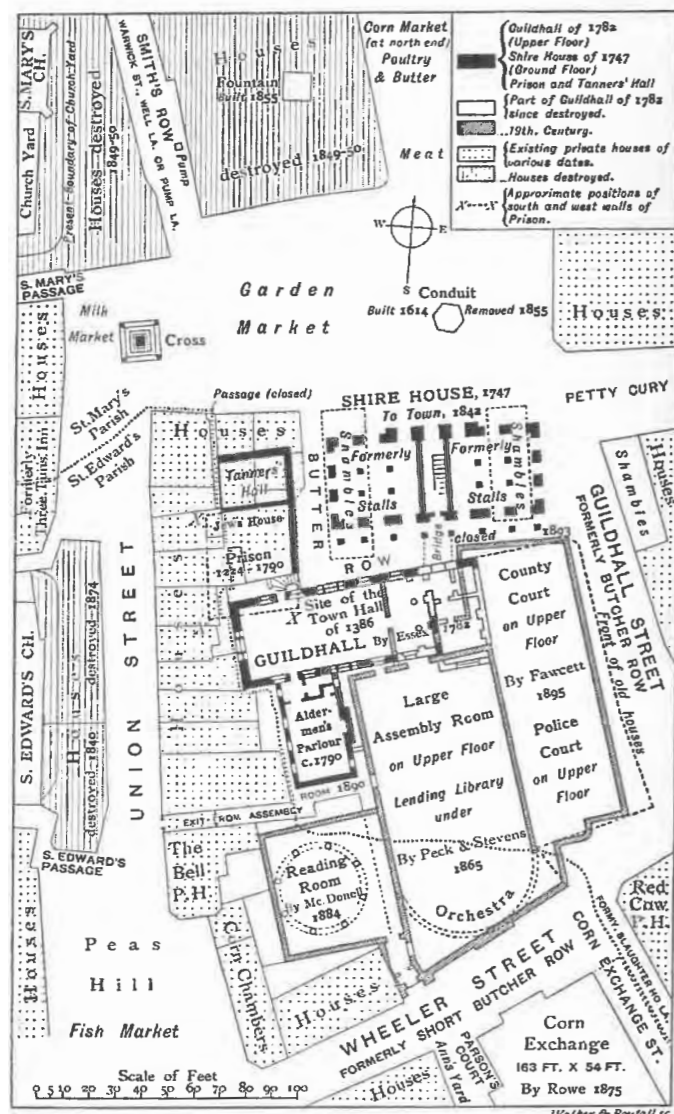 S. MARY'S
CH.
Church Yard
Present boundary of Church-Yard
Houses destroyed
1849-50
SMITH'S ROW
WARWICK ST., WELL LA. OR PUMP LA.
PUMP
Houses
Fountain
Built 1855
destroyed 1849-50
Corn Market
(at north end)
Poultry
& Butter
Meat
Guildhall of 1782
(Upper Floor)
Shire House of 1747
(Ground Floor)
Prison and Tanners' Hall
Part of Guildhall of 1782
since destroyed.
19th. Century.
Existing private houses of
various dates.
Houses destroyed.
X X
Approximate positions of
south and west walls of
Prison.
W E
S
S. MARY'S
PASSAGE
Garden
Market
Conduit
Built 1614 Removed 1855
Houses
Houses
Milk
Market
Cross
PETTY CURY
Passage (closed)
SHIRE HOUSE, 1747
To Town, 1842
St. Mary's
Parish
St. Edward's
Parish
Formerly
Three Tuns Inn
Houses
Tanners
Hall
BUTTER
ROW
Shambles
Formerly
Stalls
Formerly
Stalls
Shambles
Bridge
closed
1893
Shambles
Houses
GUILDHALL STREET
FORMERLY BUTCHER ROW
Front of old houses
X
Jew's House
Prison
1224-1790
X
Site of the
Town Hall
of 1386
GUILDHALL By Essex 1782
County
Court
on Upper
Floor
By Fawcett
1895
Police
Court
on Upper
Floor
Houses
UNION STREET
S. EDWARD'S CH.
Houses
destroyed 1874
destroyed 1840
Alder-
men's
Parlour
c. 1790
Large
Assembly Room
on Upper Floor
Lending Library
under
By Peck & Stevens
1865
Orchestra
ROOM 1890
EXIT FROM ASSEMBLY
S. EDWARD'S
PASSAGE
The
Bell
P.H.
Reading
Room
By Mc. Donell
1884
Red
Cow
P.H.
Houses
Peas
Hill
Fish Market
Corn Chambers
Houses
WHEELER STREET
FORMERLY SHORT BUTCHER ROW
FORMY. SLAUGHTER HO LA.
CORN EXCHANGE ST.
PARSON'S
COURT
Anns Yard
Houses
Corn
Exchange
163 FT. X 54 FT.
By Rowe 1875
Scale of Feet
0 10 20 30 40 50 60 70 80 90 100
Walker & Boutall sc.